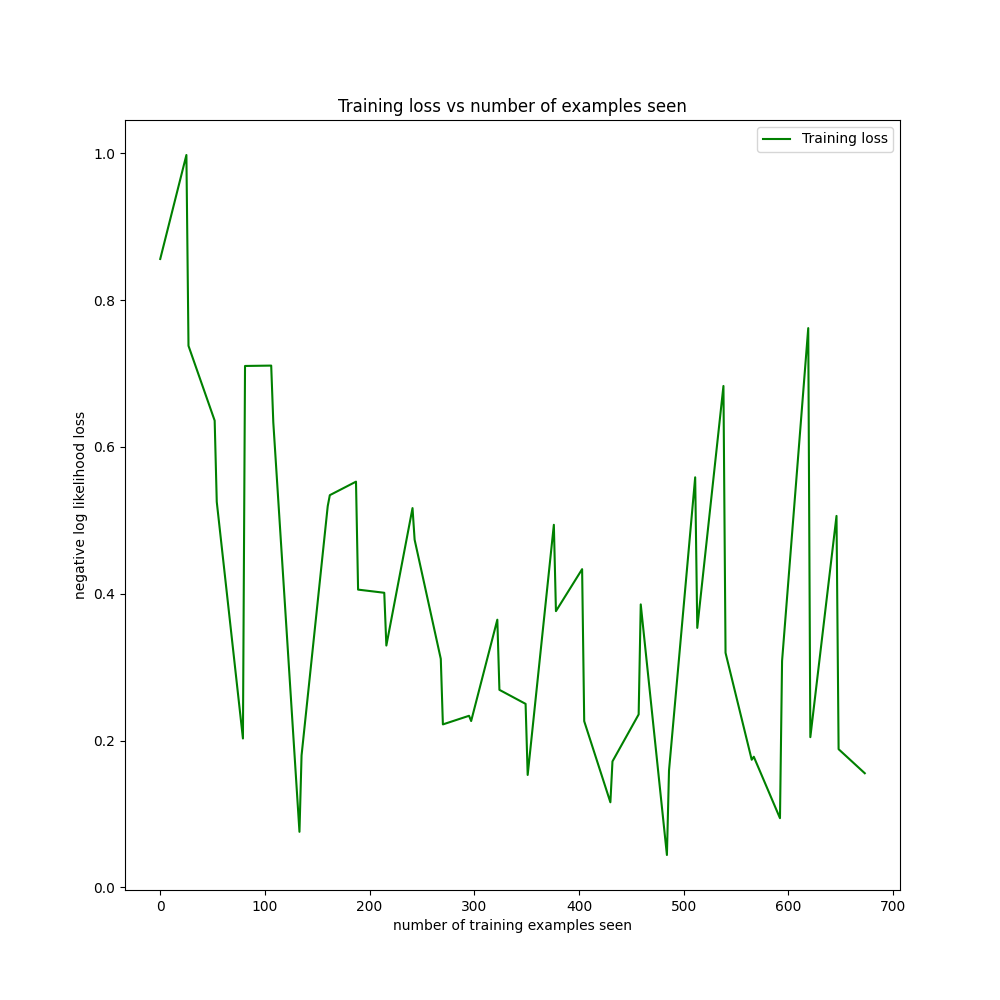 Training loss vs number of examples seen
Training loss
1.0
0.8
0.6
0.4
0.2
0.0
negative log likelihood loss
0 100 200 300 400 500 600 700
number of training examples seen